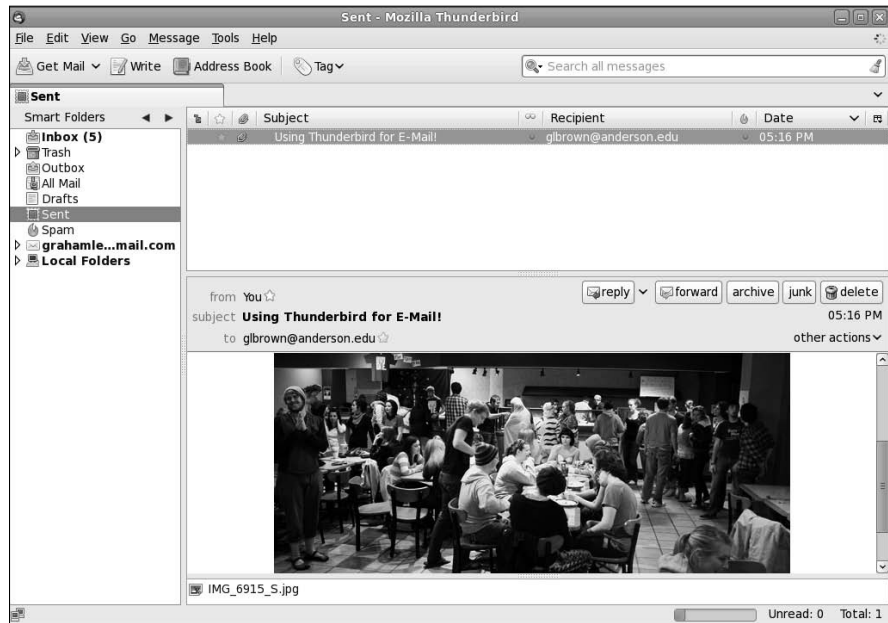 Sent - Mozilla Thunderbird
File Edit View Go Message Tools Help
Get Mail Write Address Book Tag Search all messages
Sent
Smart Folders
Subject Recipient Date
Using Thunderbird for E-Mail! glbrown@anderson.edu 05:16 PM
Inbox (5)
Trash
Outbox
All Mail
Drafts
Sent
Spam
grahamle...mail.com
Local Folders
from You reply forward archive junk delete
subject Using Thunderbird for E-Mail! 05:16 PM
to glbrown@anderson.edu other actions
IMG_6915_S.jpg
Unread: 0 Total: 1